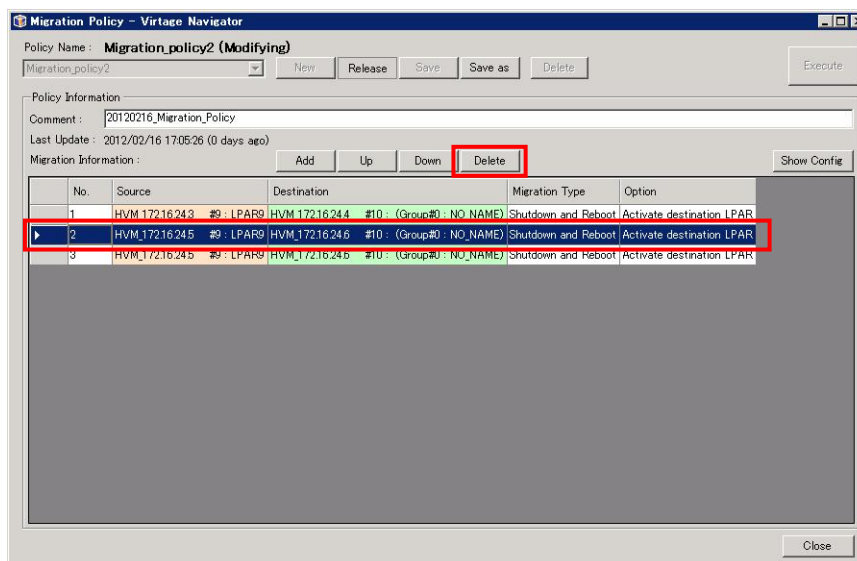 Migration Policy - Virtage Navigator
Policy Name : Migration_policy2 (Modifying)
Migration_policy2 New Release Save Save as Delete Execute
Policy Information
Comment : 20120216_Migration_Policy
Last Update : 2012/02/16 17:05:26 (0 days ago)
Migration Information : Add Up Down Delete Show Config
No. Source Destination Migration Type Option
1 HVM_172.16.24.3 #9 : LPAR9 HVM_172.16.24.4 #10 : (Group#0 : NO_NAME) Shutdown and Reboot Activate destination LPAR
2 HVM_172.16.24.5 #9 : LPAR9 HVM_172.16.24.6 #10 : (Group#0 : NO_NAME) Shutdown and Reboot Activate destination LPAR
3 HVM_172.16.24.5 #9 : LPAR9 HVM_172.16.24.6 #10 : (Group#0 : NO_NAME) Shutdown and Reboot Activate destination LPAR
Close